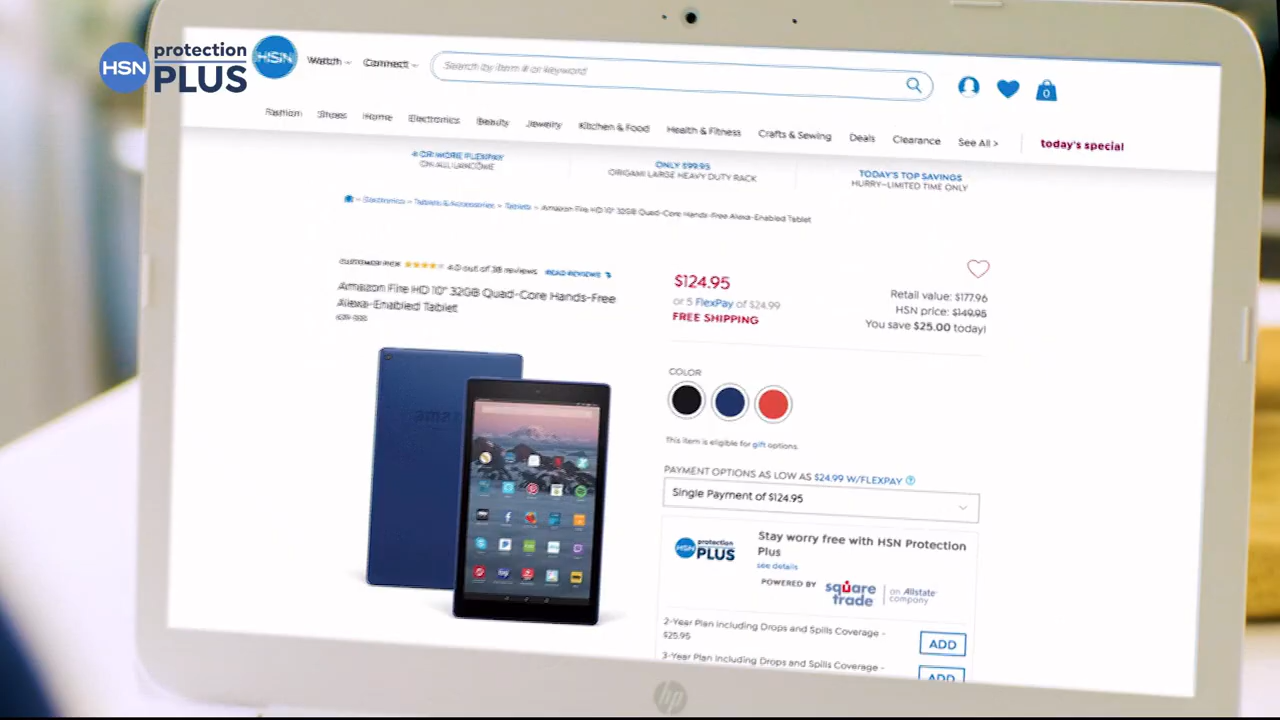 HSN protection PLUS
HSN
Watch
Connect
Search by item # or keyword
0
Fashion
Shoes
Home
Electronics
Beauty
Jewelry
Kitchen & Food
Health & Fitness
Crafts & Sewing
Deals
Clearance
See All >
today's special
4 OR MORE FLEXPAY
ON ALL LANCÔME
ONLY $99.95
ORIGAMI LARGE HEAVY DUTY RACK
TODAY'S TOP SAVINGS
HURRY–LIMITED TIME ONLY
Electronics
Tablets & Accessories
Tablets
Amazon Fire HD 10" 32GB Quad-Core Hands-Free Alexa-Enabled Tablet
CUSTOMER PICK
4.0 out of 38 reviews
READ REVIEWS
Amazon Fire HD 10" 32GB Quad-Core Hands-Free
Alexa-Enabled Tablet
$124.95
or 5 FlexPay of $24.99
FREE SHIPPING
Retail value: $177.96
HSN price: $149.95
You save $25.00 today!
COLOR
This item is eligible for gift options.
PAYMENT OPTIONS AS LOW AS $24.99 W/FLEXPAY ?
Single Payment of $124.95
HSN protection PLUS
Stay worry free with HSN Protection
Plus
see details
POWERED BY
square trade
an Allstate company
2-Year Plan Including Drops and Spills Coverage -
$25.95
ADD
3-Year Plan Including Drops and Spills Coverage -
ADD
hp